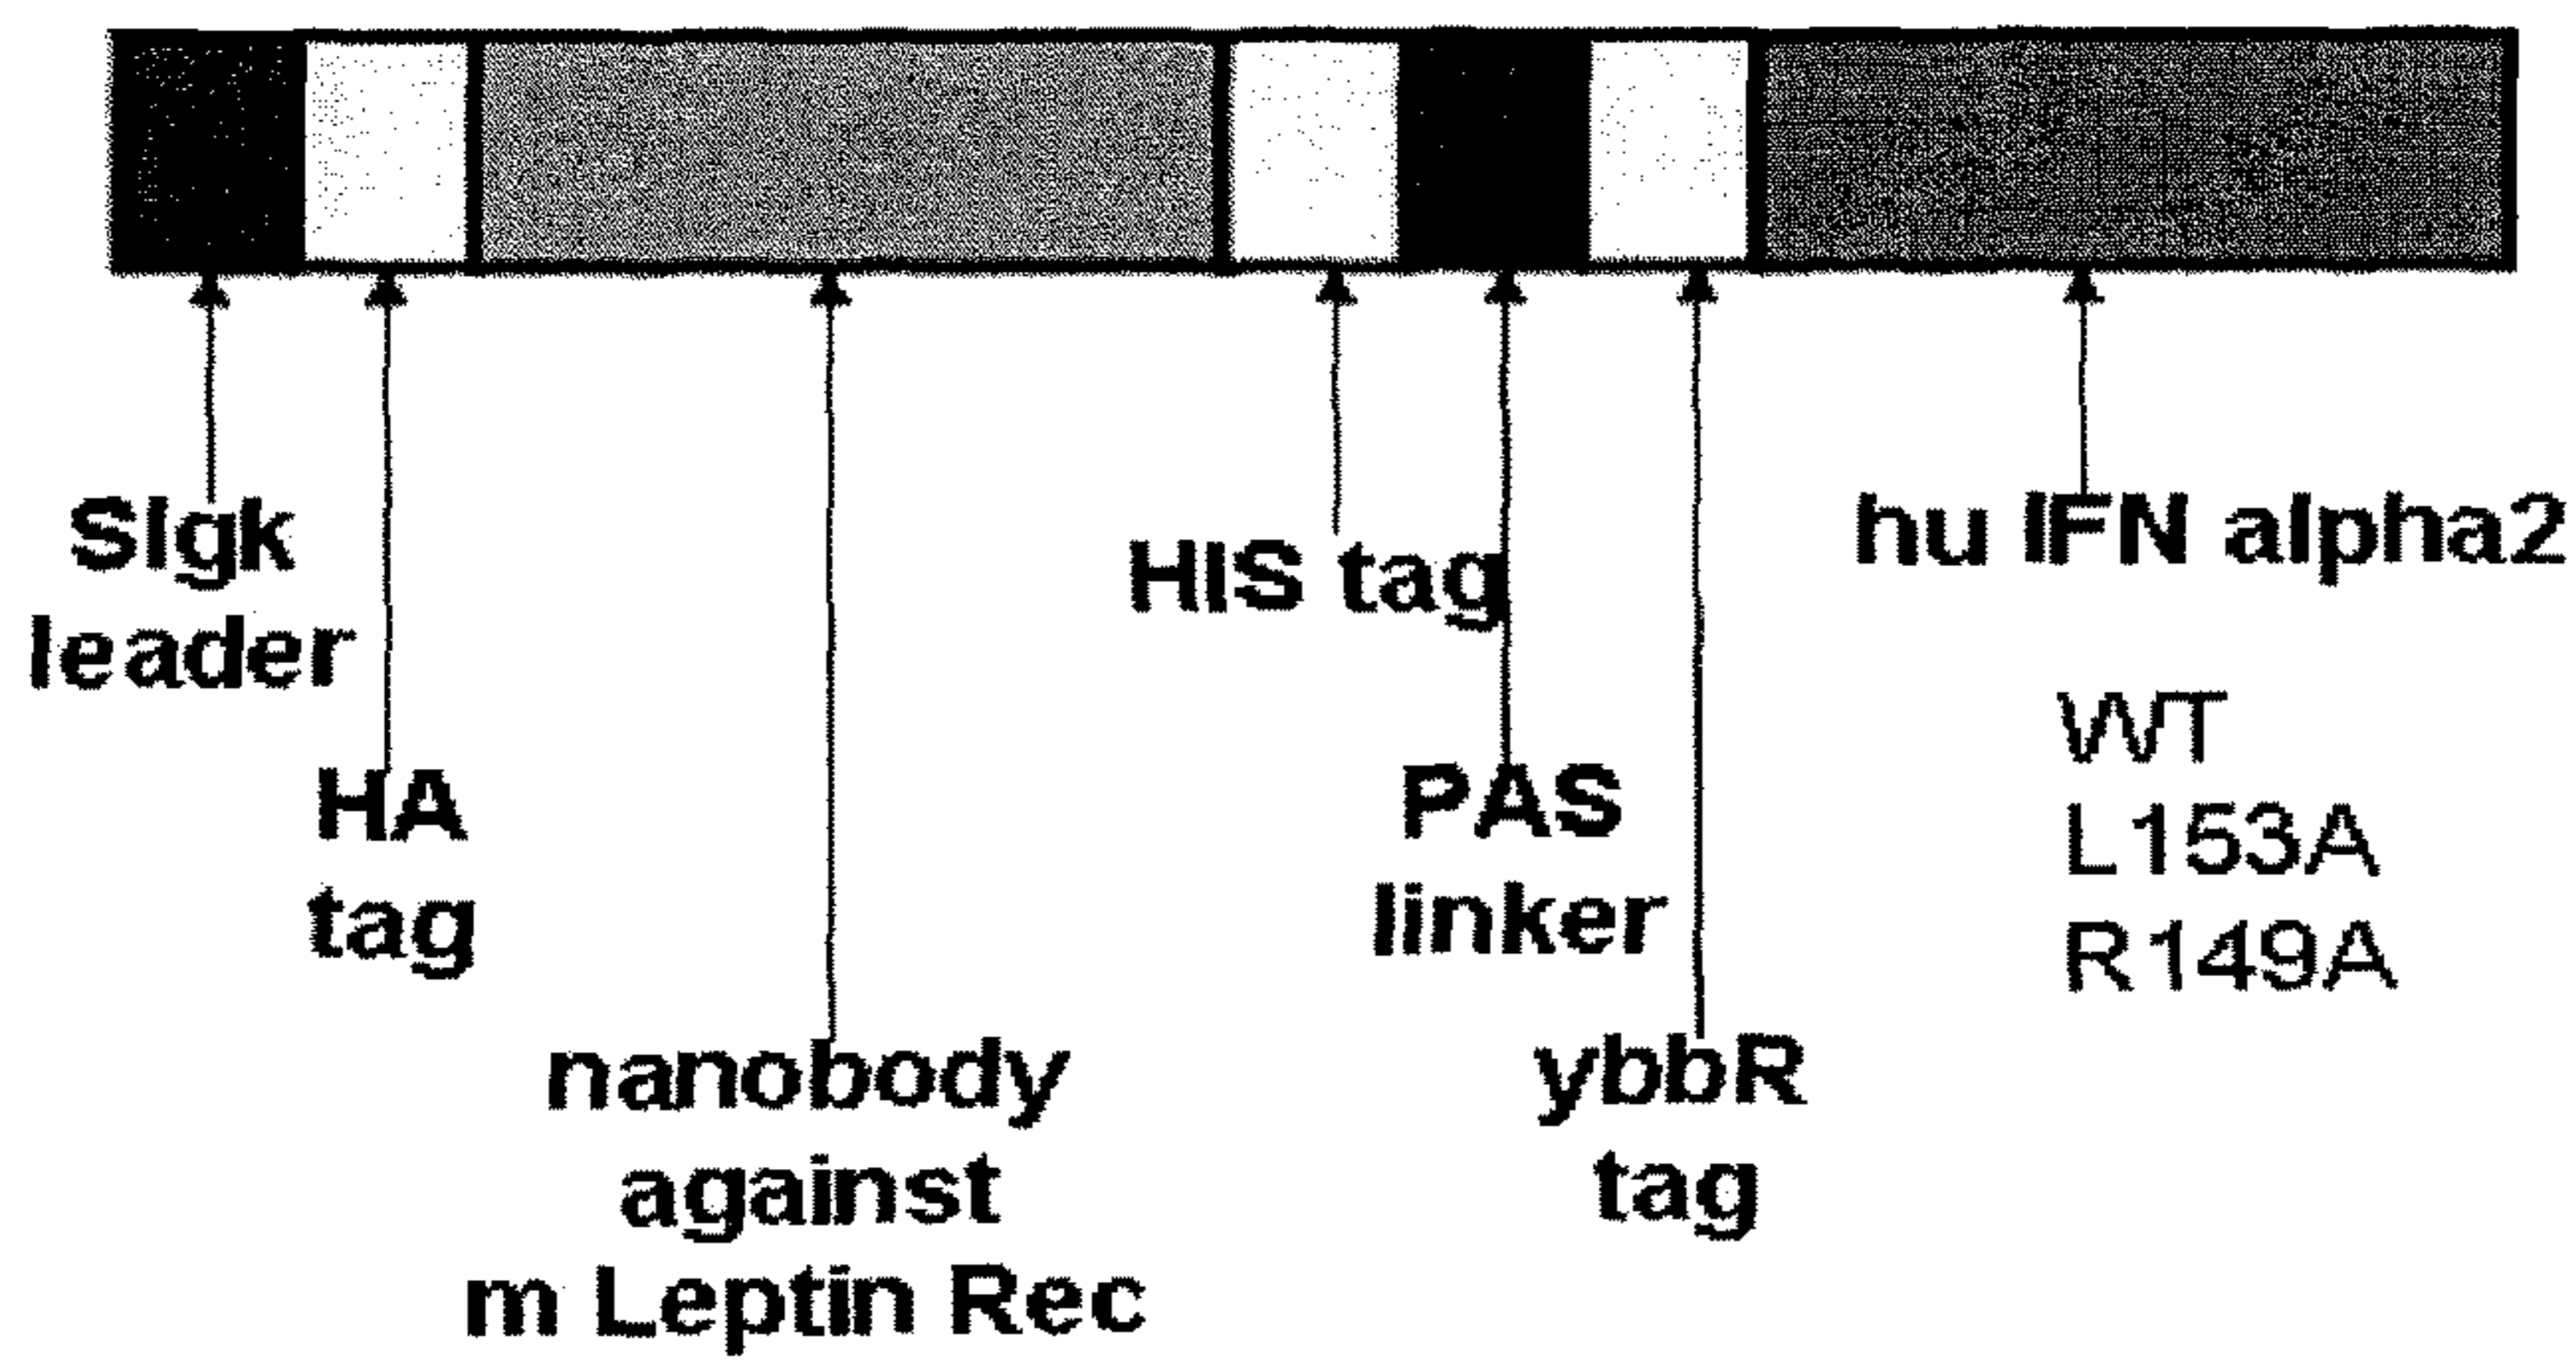 SIgk
leader
HA
tag
nanobody
against
m Leptin Rec
HIS tag
PAS
linker
ybbR
tag
hu IFN alpha2
WT
L153A
R149A